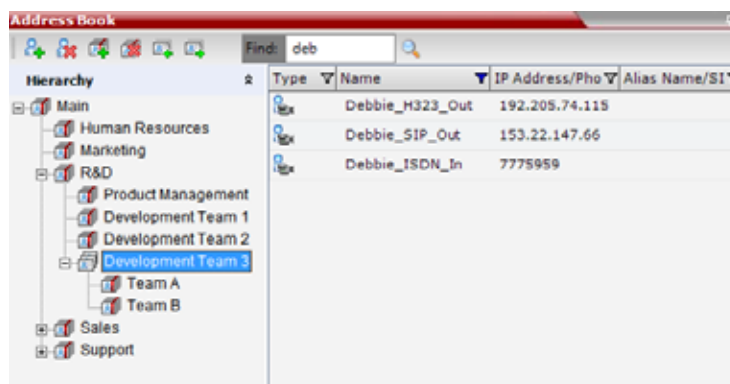 Address Book
Find: deb
Hierarchy
Type Name IP Address/Pho Alias Name/SI
Main
Human Resources
Marketing
R&D
Product Management
Development Team 1
Development Team 2
Development Team 3
Team A
Team B
Sales
Support
Debbie_H323_Out 192.205.74.115
Debbie_SIP_Out 153.22.147.66
Debbie_ISDN_In 7775959